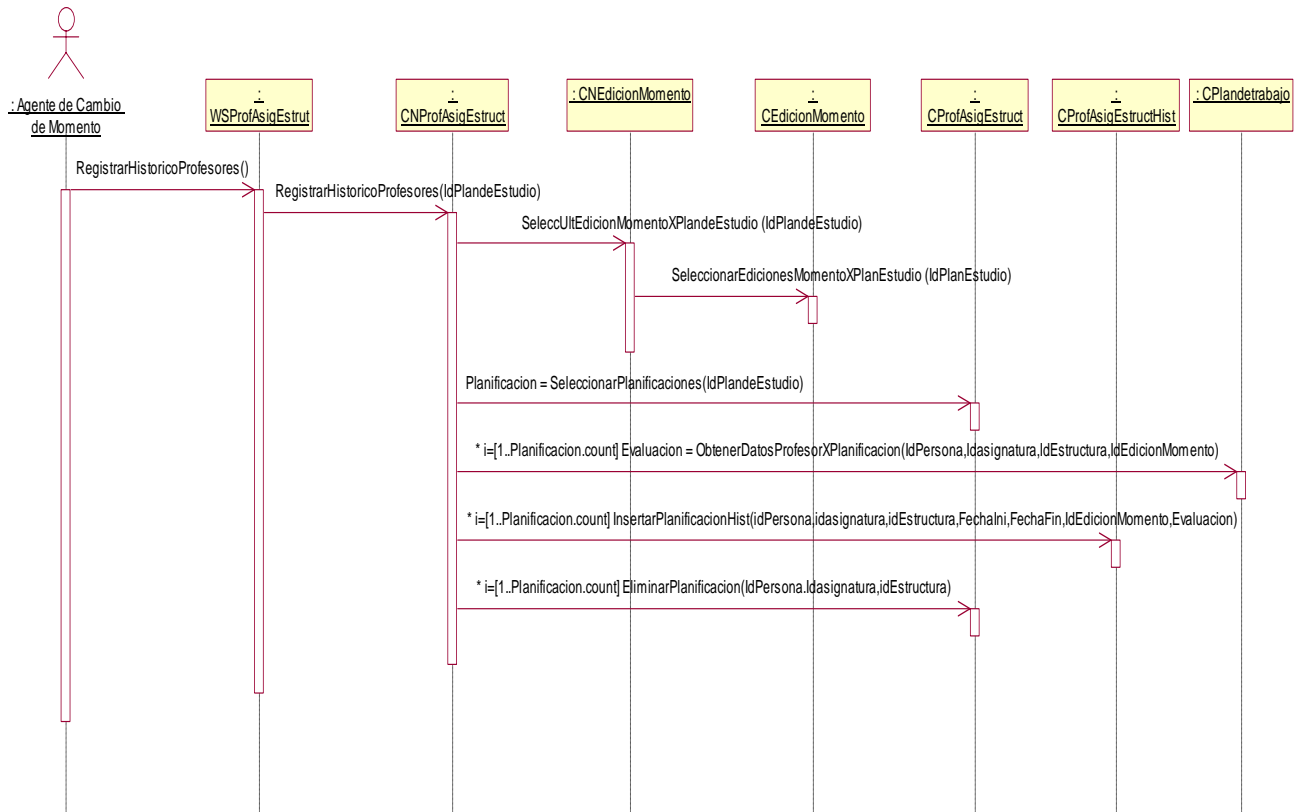 : Agente de Cambio
de Momento
:
WSProfAsigEstrut
:
CNProfAsigEstruct
: CNEdicionMomento
:
CEdicionMomento
:
CProfAsigEstruct
:
CProfAsigEstructHist
: CPlandetrabajo
RegistrarHistoricoProfesores()
RegistrarHistoricoProfesores(IdPlandeEstudio)
SeleccUltEdicionMomentoXPlandeEstudio (IdPlandeEstudio)
SeleccionarEdicionesMomentoXPlanEstudio (IdPlanEstudio)
Planificacion = SeleccionarPlanificaciones(IdPlandeEstudio)
* i=[1..Planificacion.count] Evaluacion = ObtenerDatosProfesorXPlanificacion(IdPersona,Idasignatura,IdEstructura,IdEdicionMomento)
* i=[1..Planificacion.count] InsertarPlanificacionHist(idPersona,idasignatura,idEstructura,FechaIni,FechaFin,IdEdicionMomento,Evaluacion)
* i=[1..Planificacion.count] EliminarPlanificacion(IdPersona.Idasignatura,idEstructura)